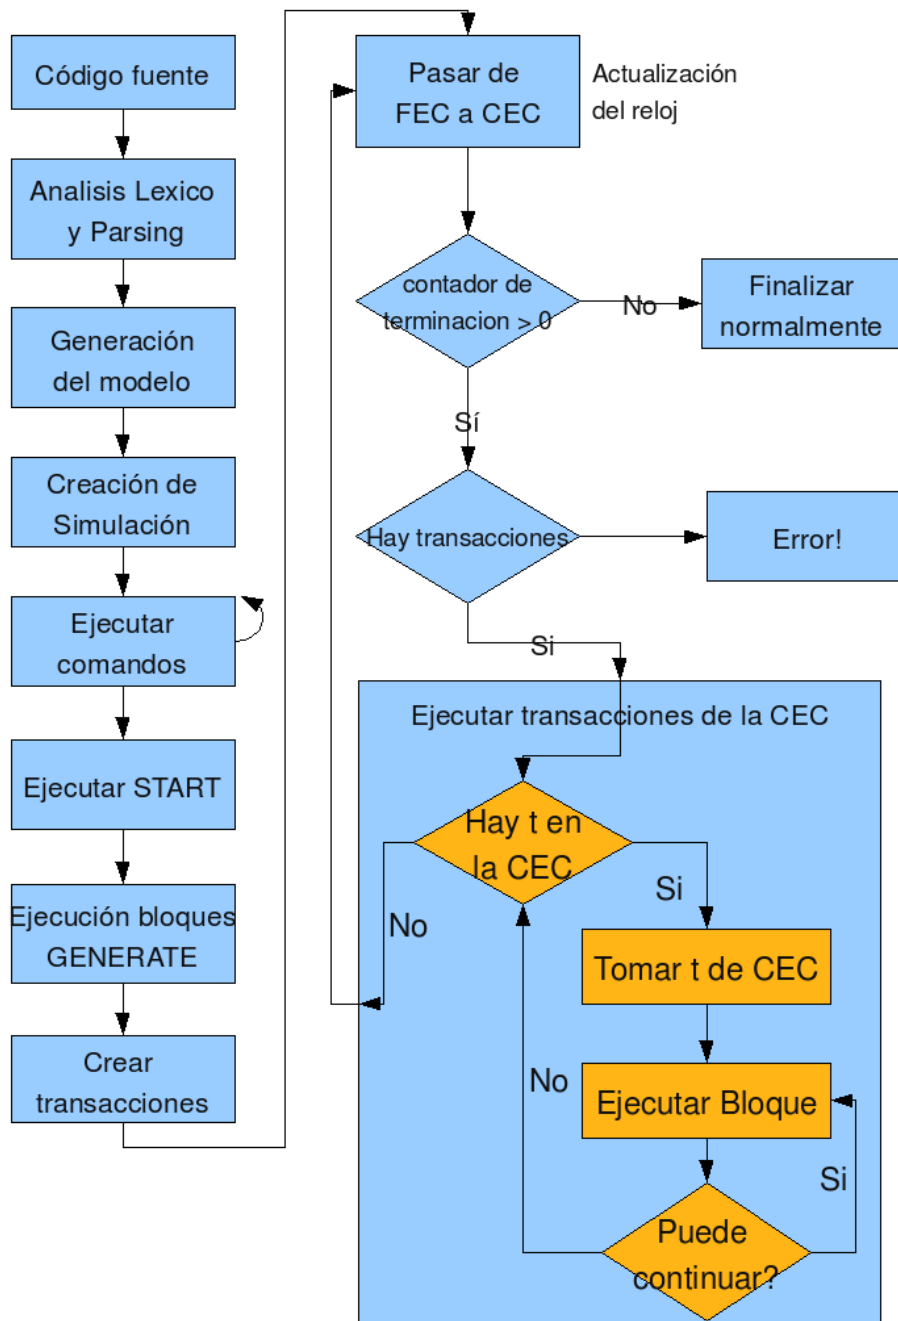 Código fuente
Analisis Lexico
y Parsing
Generación
del modelo
Creación de
Simulación
Ejecutar
comandos
Ejecutar START
Ejecución bloques
GENERATE
Crear
transacciones
Pasar de
FEC a CEC
Actualización
del reloj
contador de
terminacion > 0
No
Finalizar
normalmente
Sí
Hay transacciones
Error!
Si
Ejecutar transacciones de la CEC
Hay t en
la CEC
Si
No
Tomar t de CEC
No
Ejecutar Bloque
Si
Puede
continuar?